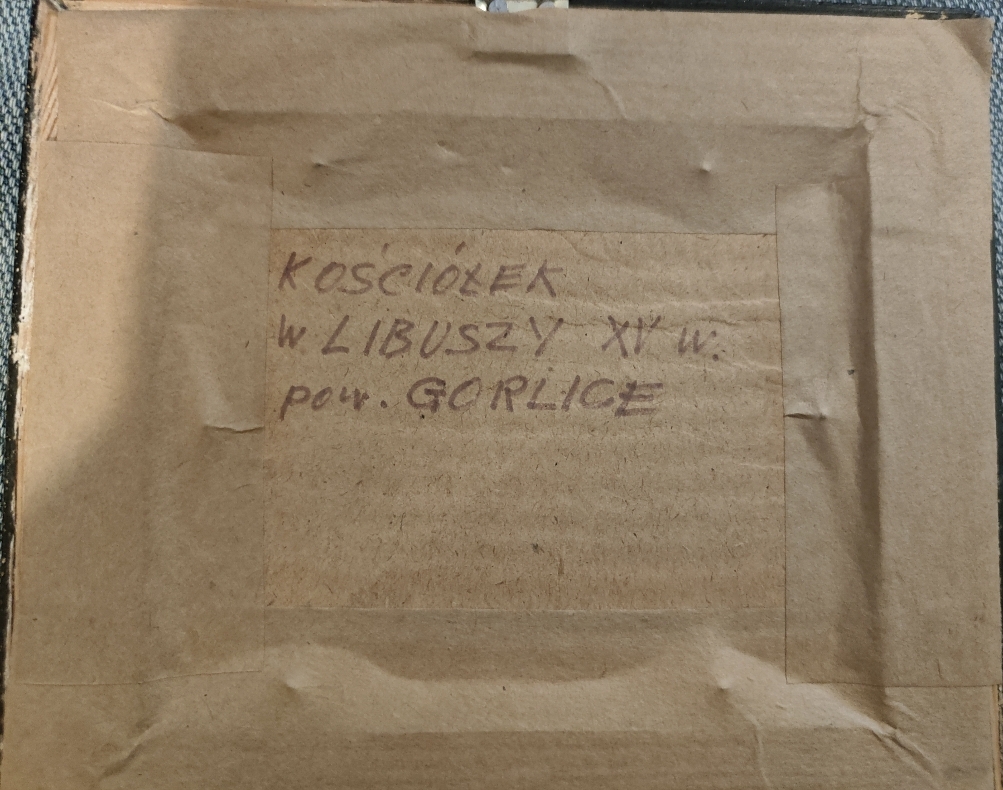 KOŚCIÓŁEK
W LIBUSZY XV W.
pow. GORLICE